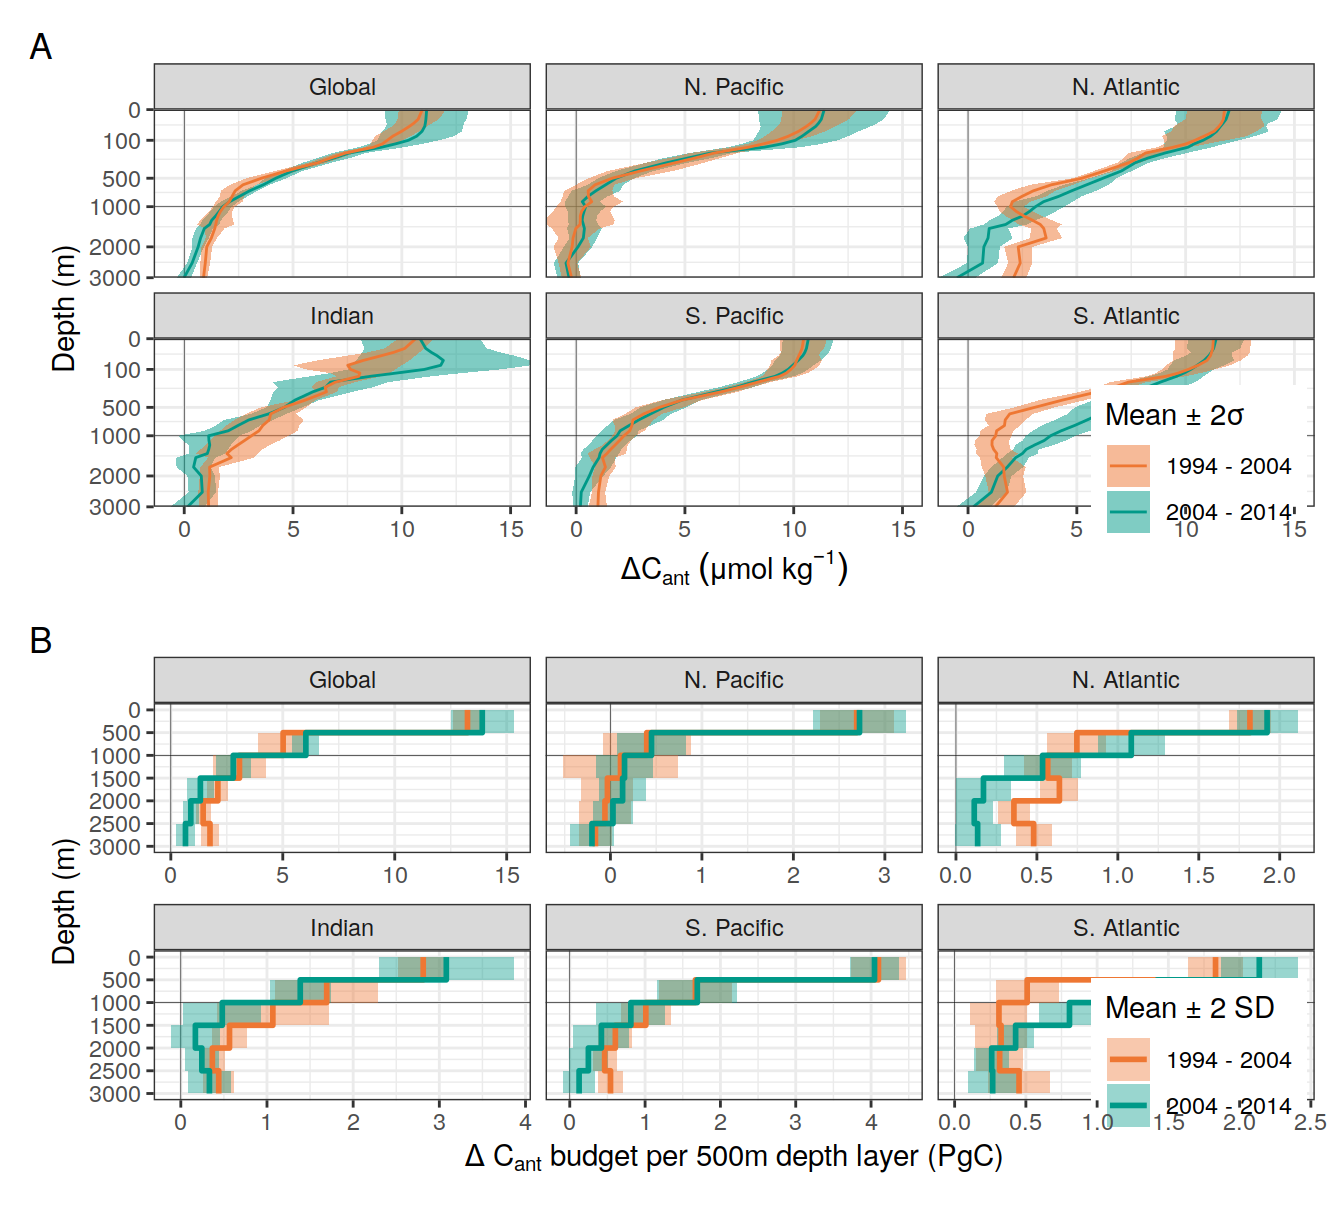 A
Global N. Pacific N. Atlantic
0
100
500
1000
2000
3000
Indian S. Pacific S. Atlantic
0
100
500
1000
2000
3000
Depth (m)
0 5 10 15 0 5 10 15 0 5 10 15
Mean ± 2σ
1994 - 2004
2004 - 2014
ΔCant (μmol kg−1)
B
Global N. Pacific N. Atlantic
0
500
1000
1500
2000
2500
3000
0 5 10 15 0 1 2 3 0.0 0.5 1.0 1.5 2.0
Indian S. Pacific S. Atlantic
0
500
1000
1500
2000
2500
3000
Depth (m)
0 1 2 3 4 0 1 2 3 4 0.0 0.5 1.0 1.5 2.0 2.5
Mean ± 2 SD
1994 - 2004
2004 - 2014
Δ Cant budget per 500m depth layer (PgC)